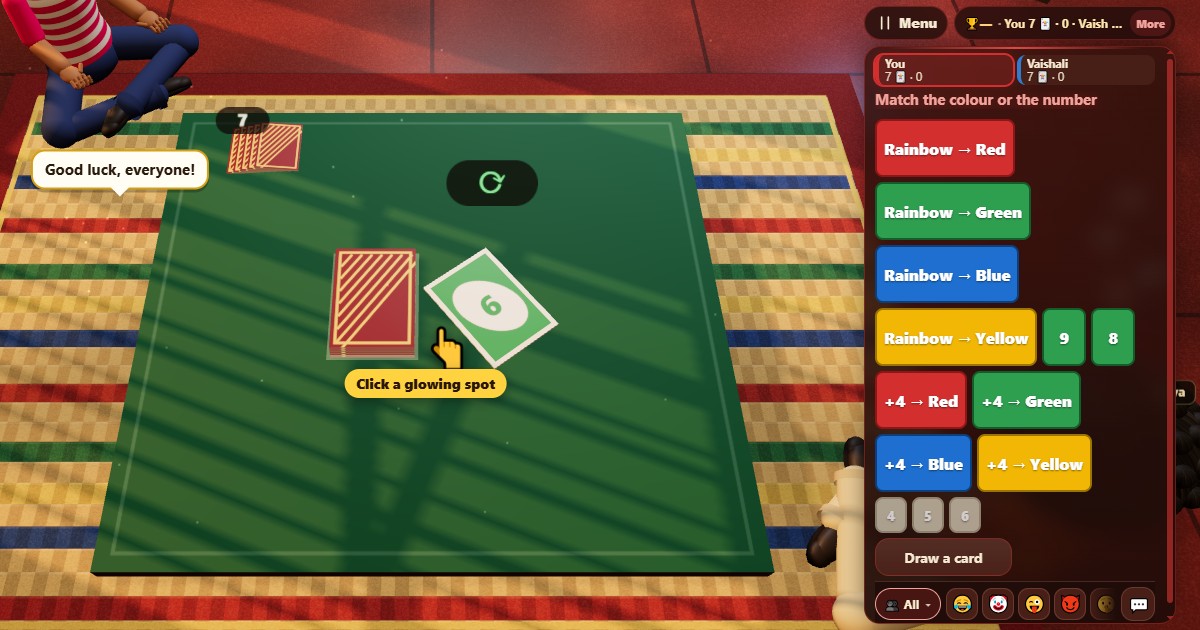 Menu
— · You 7 · 0 · Vaish ...
More
You
7 · 0
Vaishali
7 · 0
Match the colour or the number
7
Good luck, everyone!
6
Click a glowing spot
Rainbow → Red
Rainbow → Green
Rainbow → Blue
Rainbow → Yellow
9
8
+4 → Red
+4 → Green
+4 → Blue
+4 → Yellow
4
5
6
Draw a card
All
va